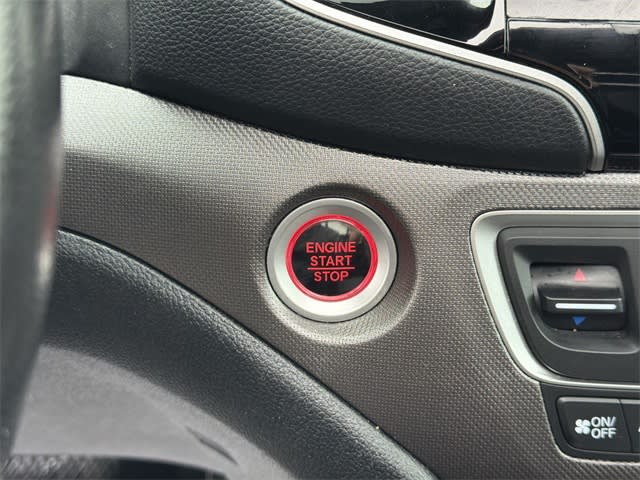 ENGINE
START
STOP
ON/
OFF